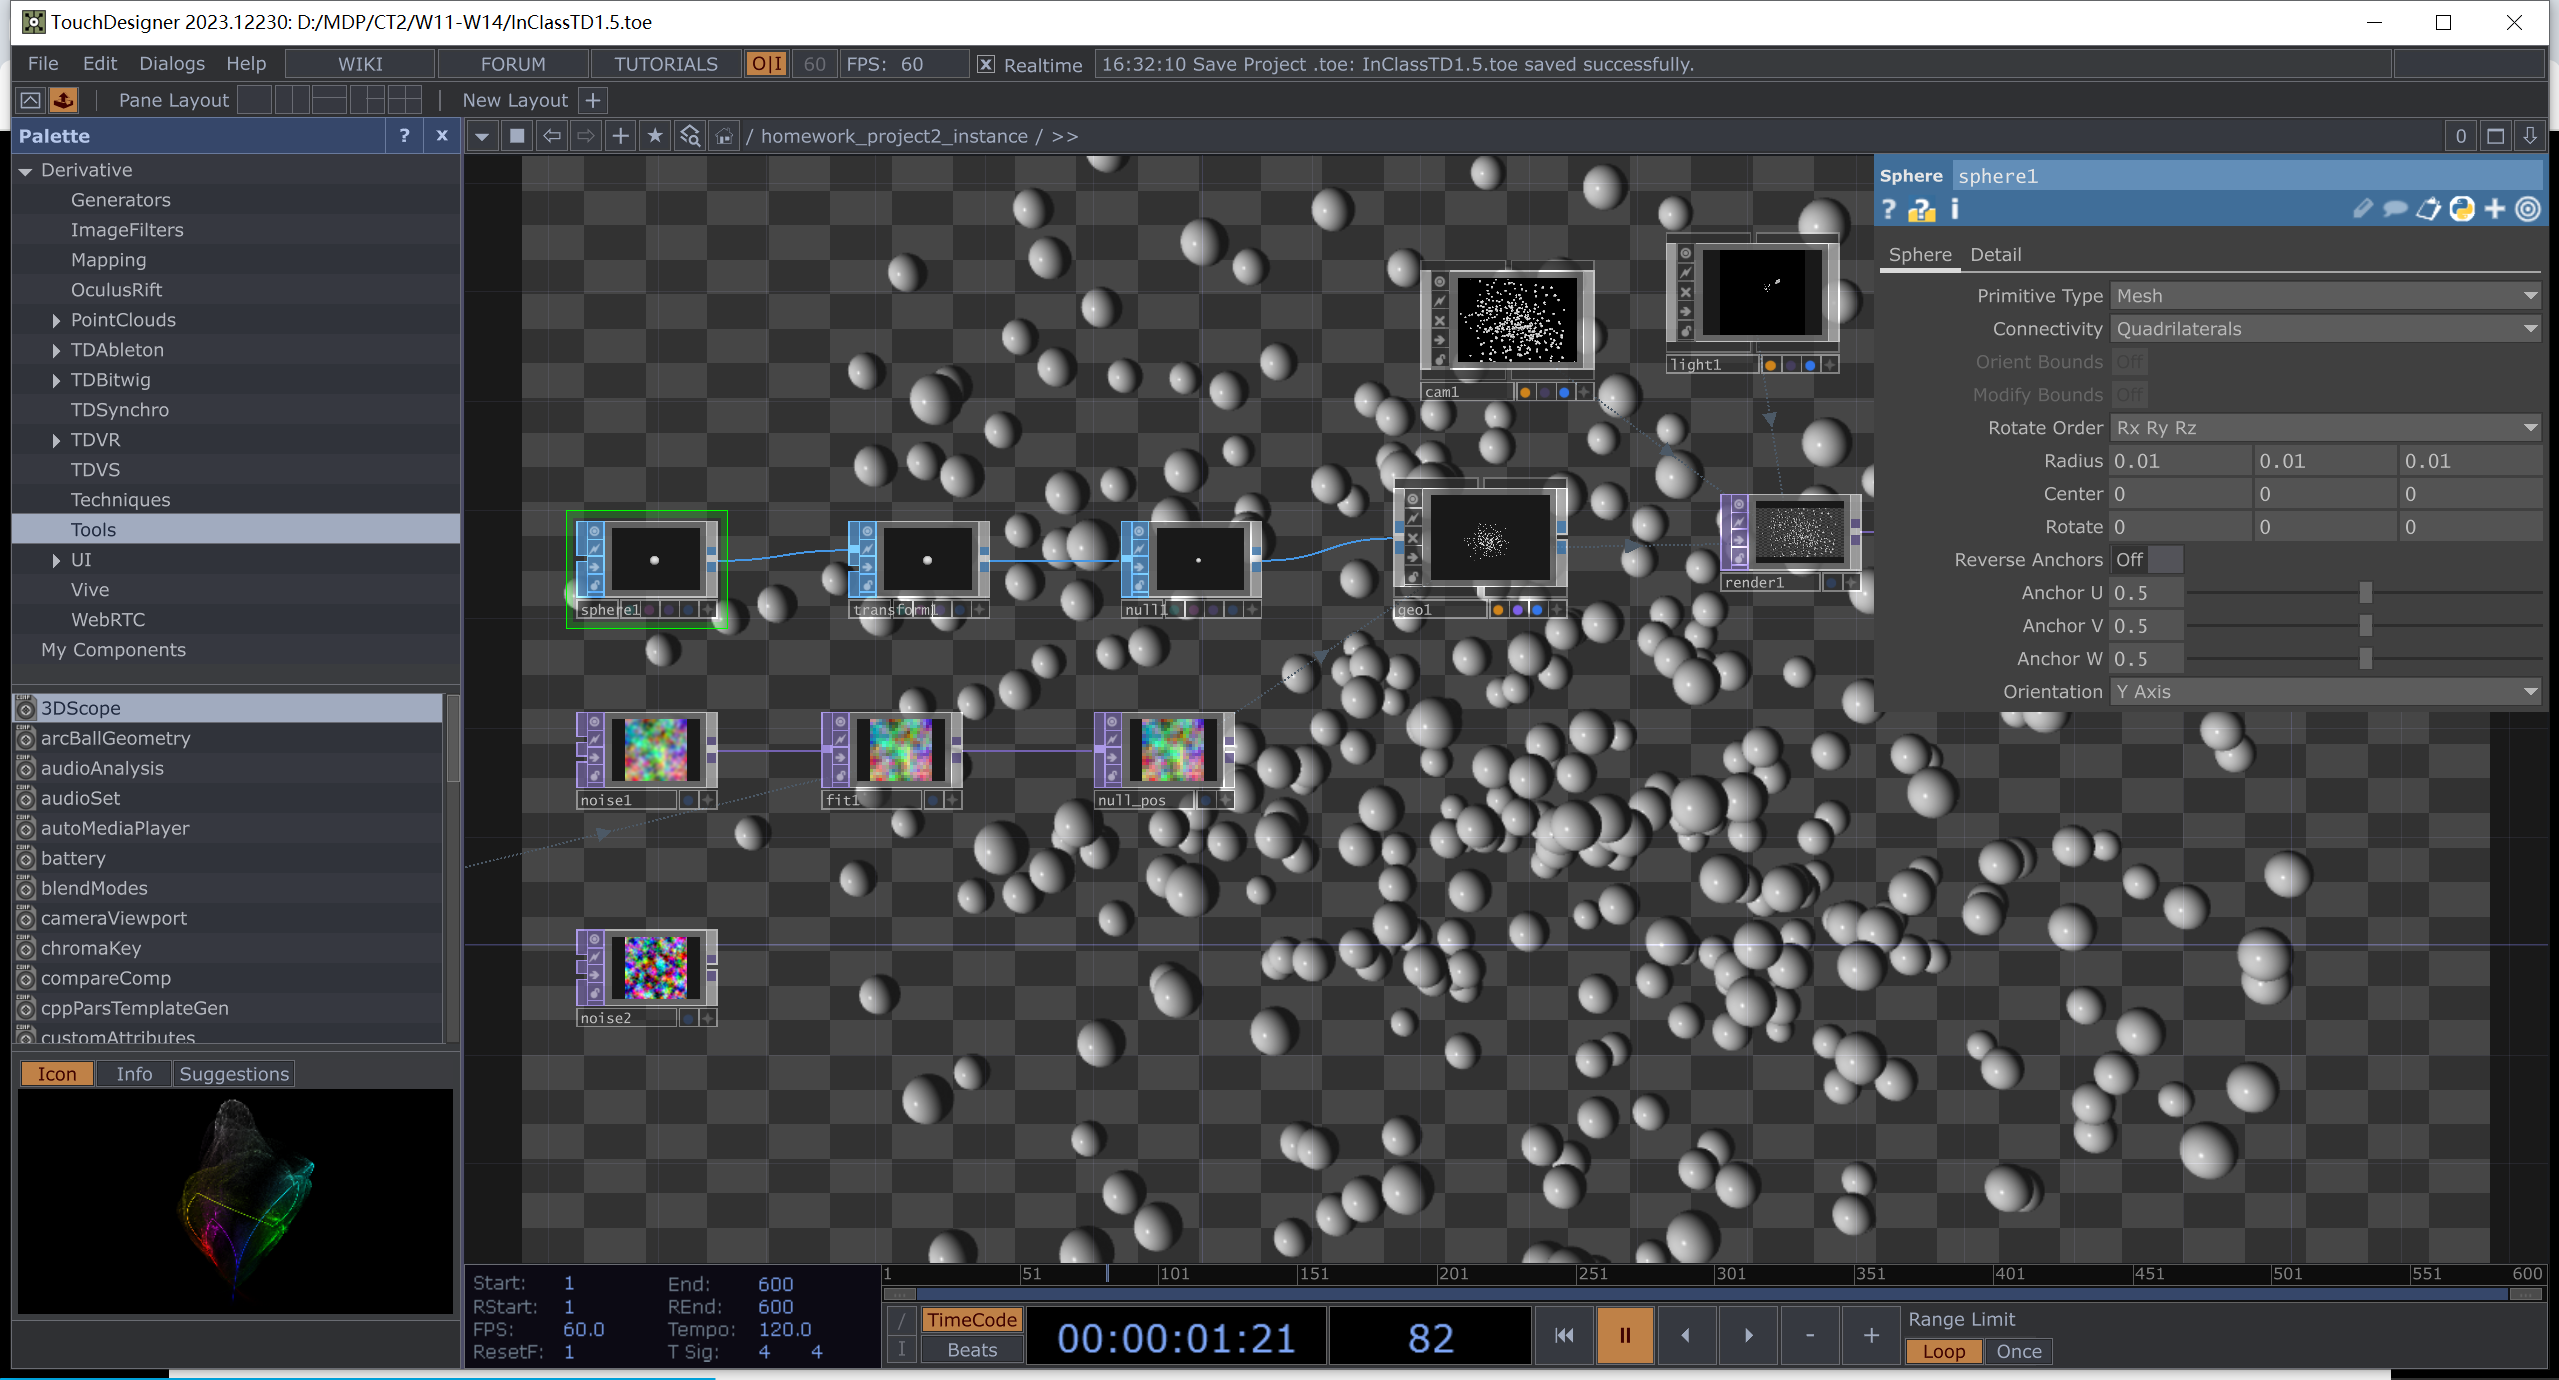 TouchDesigner 2023.12230: D:/MDP/CT2/W11-W14/InClassTD1.5.toe
File Edit Dialogs Help WIKI FORUM TUTORIALS O|I 60 FPS: 60 Realtime 16:32:10 Save Project .toe: InClassTD1.5.toe saved successfully.
Pane Layout New Layout +
Palette ? x
/ homework_project2_instance / >> 0
Derivative
Generators
ImageFilters
Mapping
OculusRift
PointClouds
TDAbleton
TDBitwig
TDSynchro
TDVR
TDVS
Techniques
Tools
UI
Vive
WebRTC
My Components
3DScope
arcBallGeometry
audioAnalysis
audioSet
autoMediaPlayer
battery
blendModes
cameraViewport
chromaKey
compareComp
cppParsTemplateGen
customAttributes
Icon Info Suggestions
cam1
light1
sphere1
transform1
null1
geo1
render1
noise1
fit1
null_pos
noise2
Sphere sphere1
Sphere Detail
Primitive Type Mesh
Connectivity Quadrilaterals
Orient Bounds Off
Modify Bounds Off
Rotate Order Rx Ry Rz
Radius 0.01 0.01 0.01
Center 0 0 0
Rotate 0 0 0
Reverse Anchors Off
Anchor U 0.5
Anchor V 0.5
Anchor W 0.5
Orientation Y Axis
Start: 1 End: 600
RStart: 1 REnd: 600
FPS: 60.0 Tempo: 120.0
ResetF: 1 T Sig: 4 4
1 51 101 151 201 251 301 351 401 451 501 551 600
TimeCode
Beats
00:00:01:21
82
- +
Range Limit
Loop Once